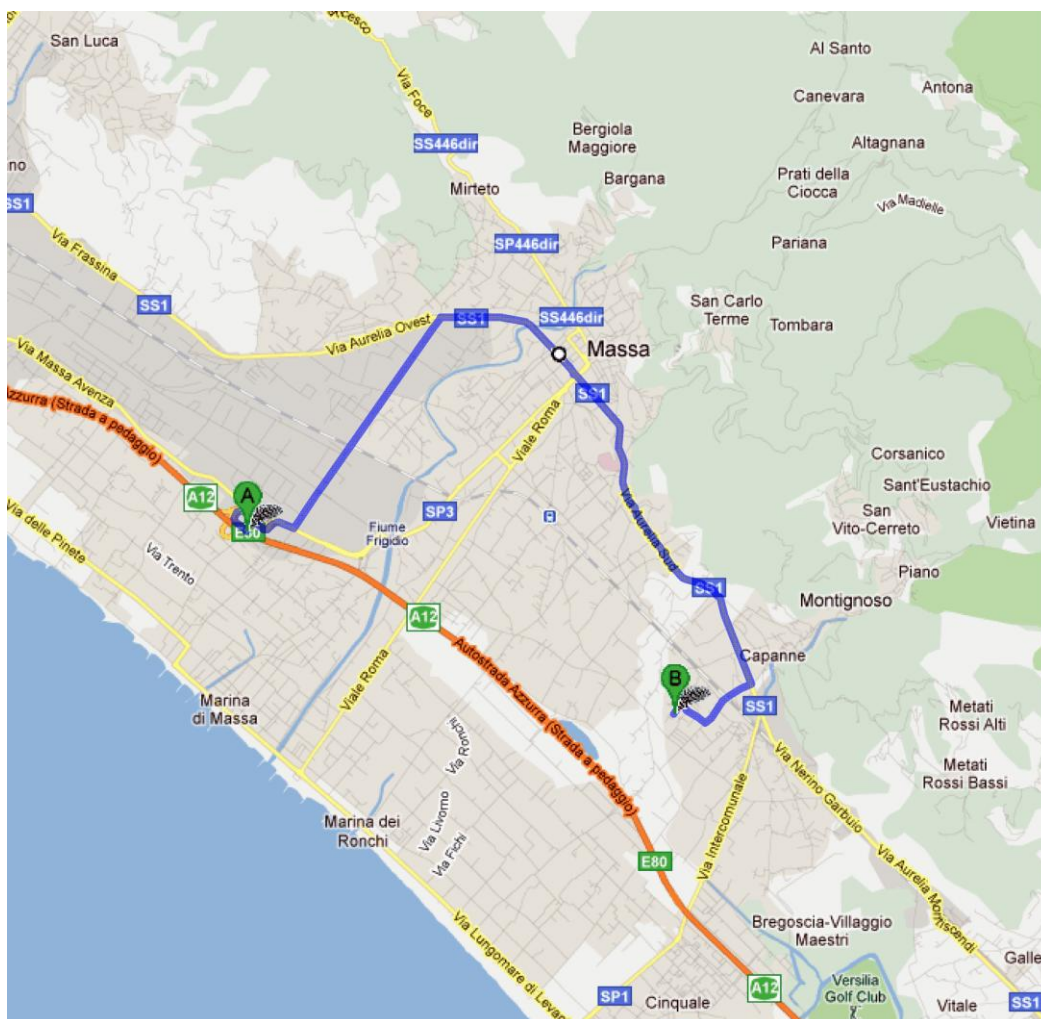 San Luca
cesco
Via Foce
Al Santo
Canevara
Antona
SS446dir
Bergiola
Maggiore
Altagnana
Bargana
Prati della
Ciocca
Mirteto
no
SS1
Via Madielle
Via Frassina
SP446dir
Pariana
SS1
San Carlo
Terme
Tombara
SS1
SS446dir
Via Aurelia Ovest
Massa
Via Massa Avenza
SS1
Azzurra (Strada a pedaggio)
Viale Roma
Corsanico
Sant'Eustachio
A12
A
San
Vito-Cerreto
Vietina
SP3
E80
Fiume
Frigidio
Via delle Pinete
Via Trento
Via Aurelia Sud
Piano
SS1
Montignoso
A12
Autostrada Azzurra (Strada a pedaggio)
Capanne
Viale Roma
B
Marina
di Massa
SS1
Metati
Rossi Alti
Via Ronchi
Via Nerino Garbuio
Metati
Rossi Bassi
Via Livorno
Via Fichi
Marina dei
Ronchi
Via Intercomunale
E80
Via Aurelia
Bregoscia-Villaggio
Maestri
Via Lungomare di Levan
Galle
A12
Versilia
Golf Club
SP1
Cinquale
Vitale
SS1